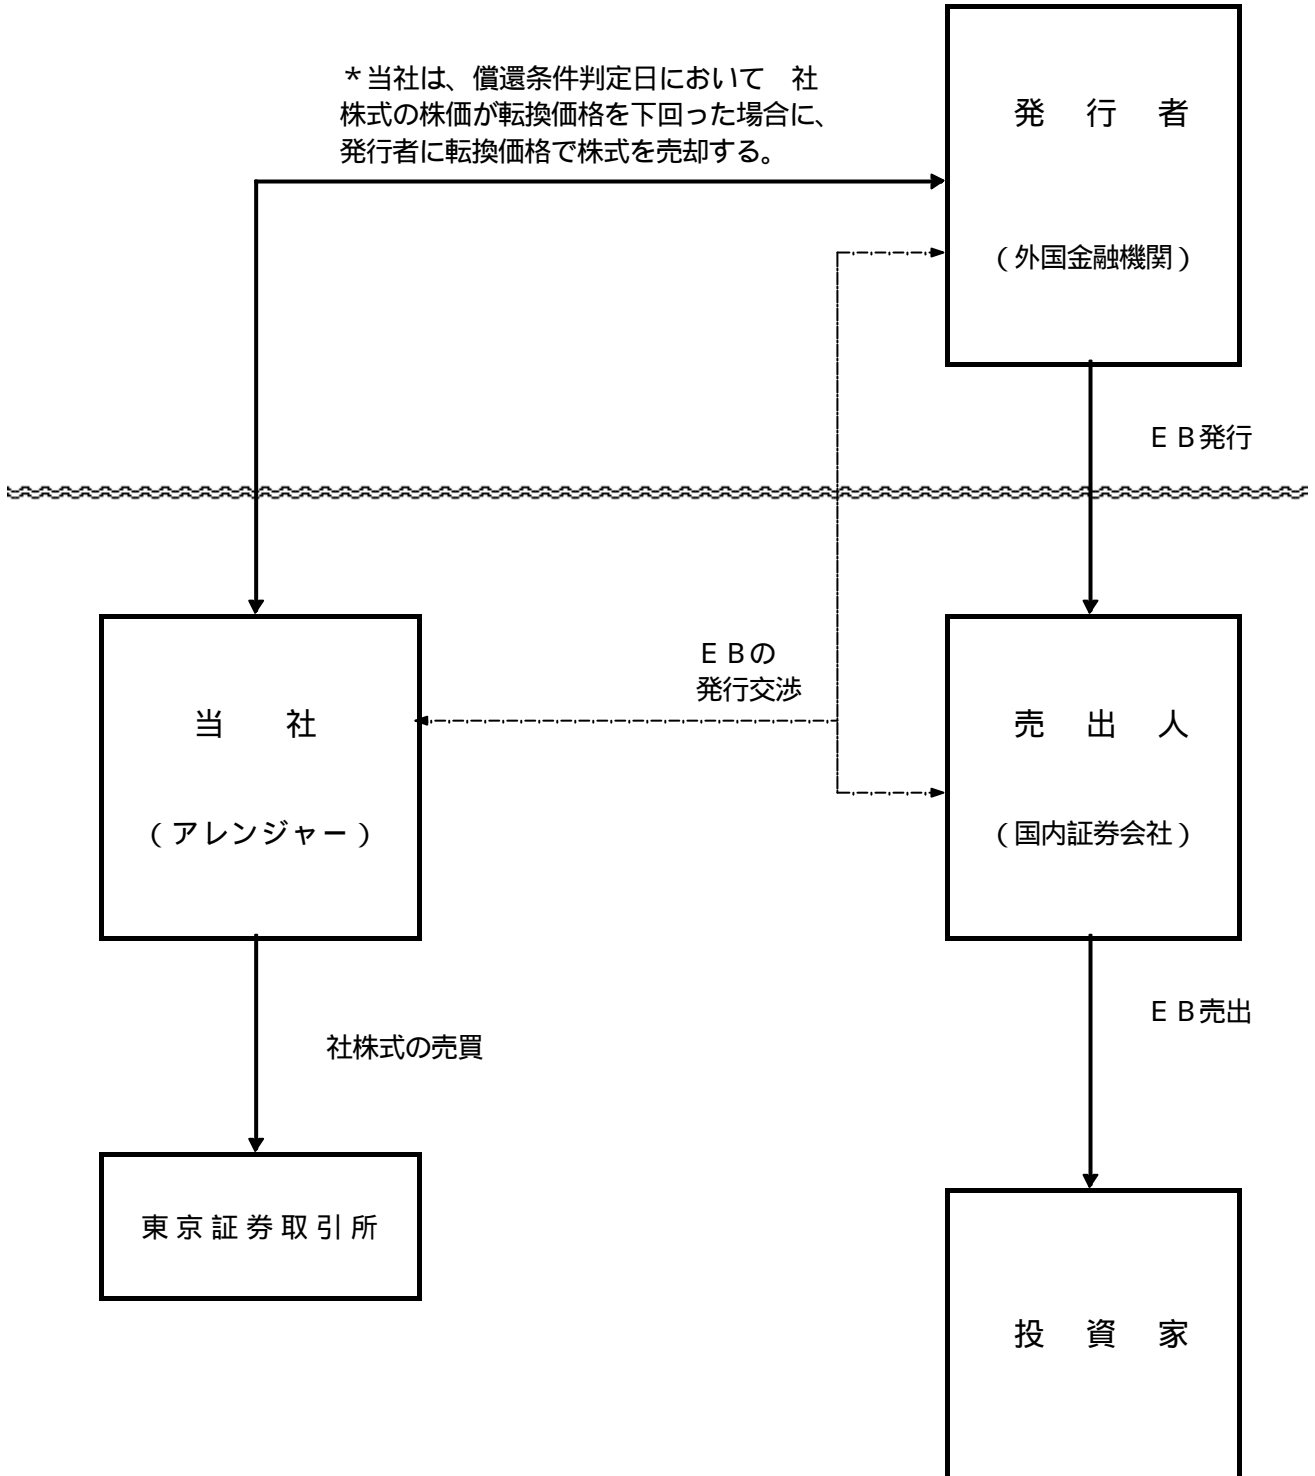 ＊当社は、償還条件判定日において　社
株式の株価が転換価格を下回った場合に、
発行者に転換価格で株式を売却する。
発　行　者
（外国金融機関）
ＥＢ発行
ＥＢの
発行交渉
当　社
（アレンジャー）
売　出　人
（国内証券会社）
社株式の売買
ＥＢ売出
東京証券取引所
投　資　家